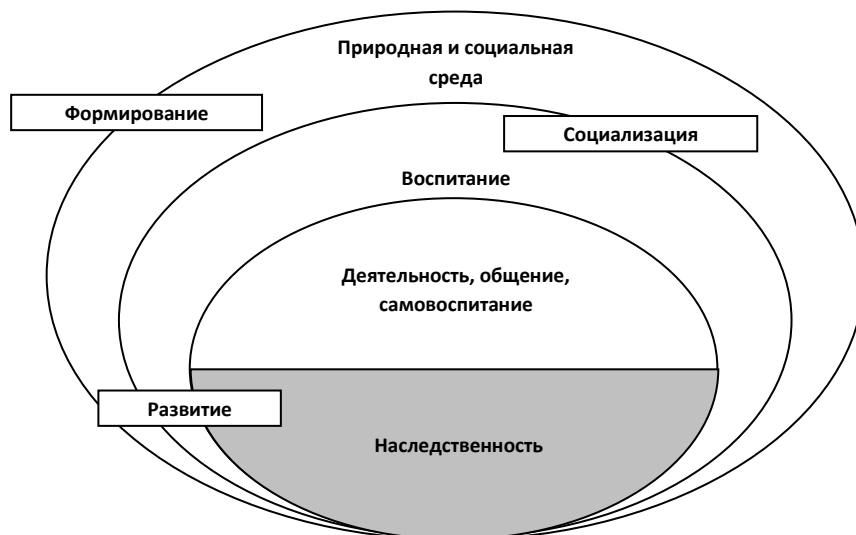 Природная и социальная
среда
Формирование
Социализация
Воспитание
Деятельность, общение,
самовоспитание
Развитие
Наследственность